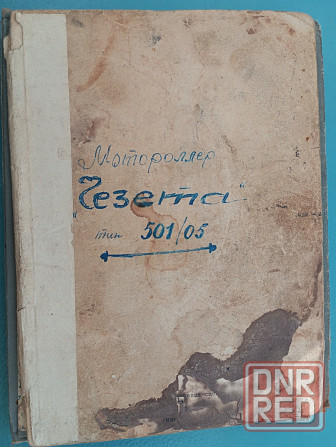 Мотороллер
"Чезета"
тип 501/05
DNR
RED